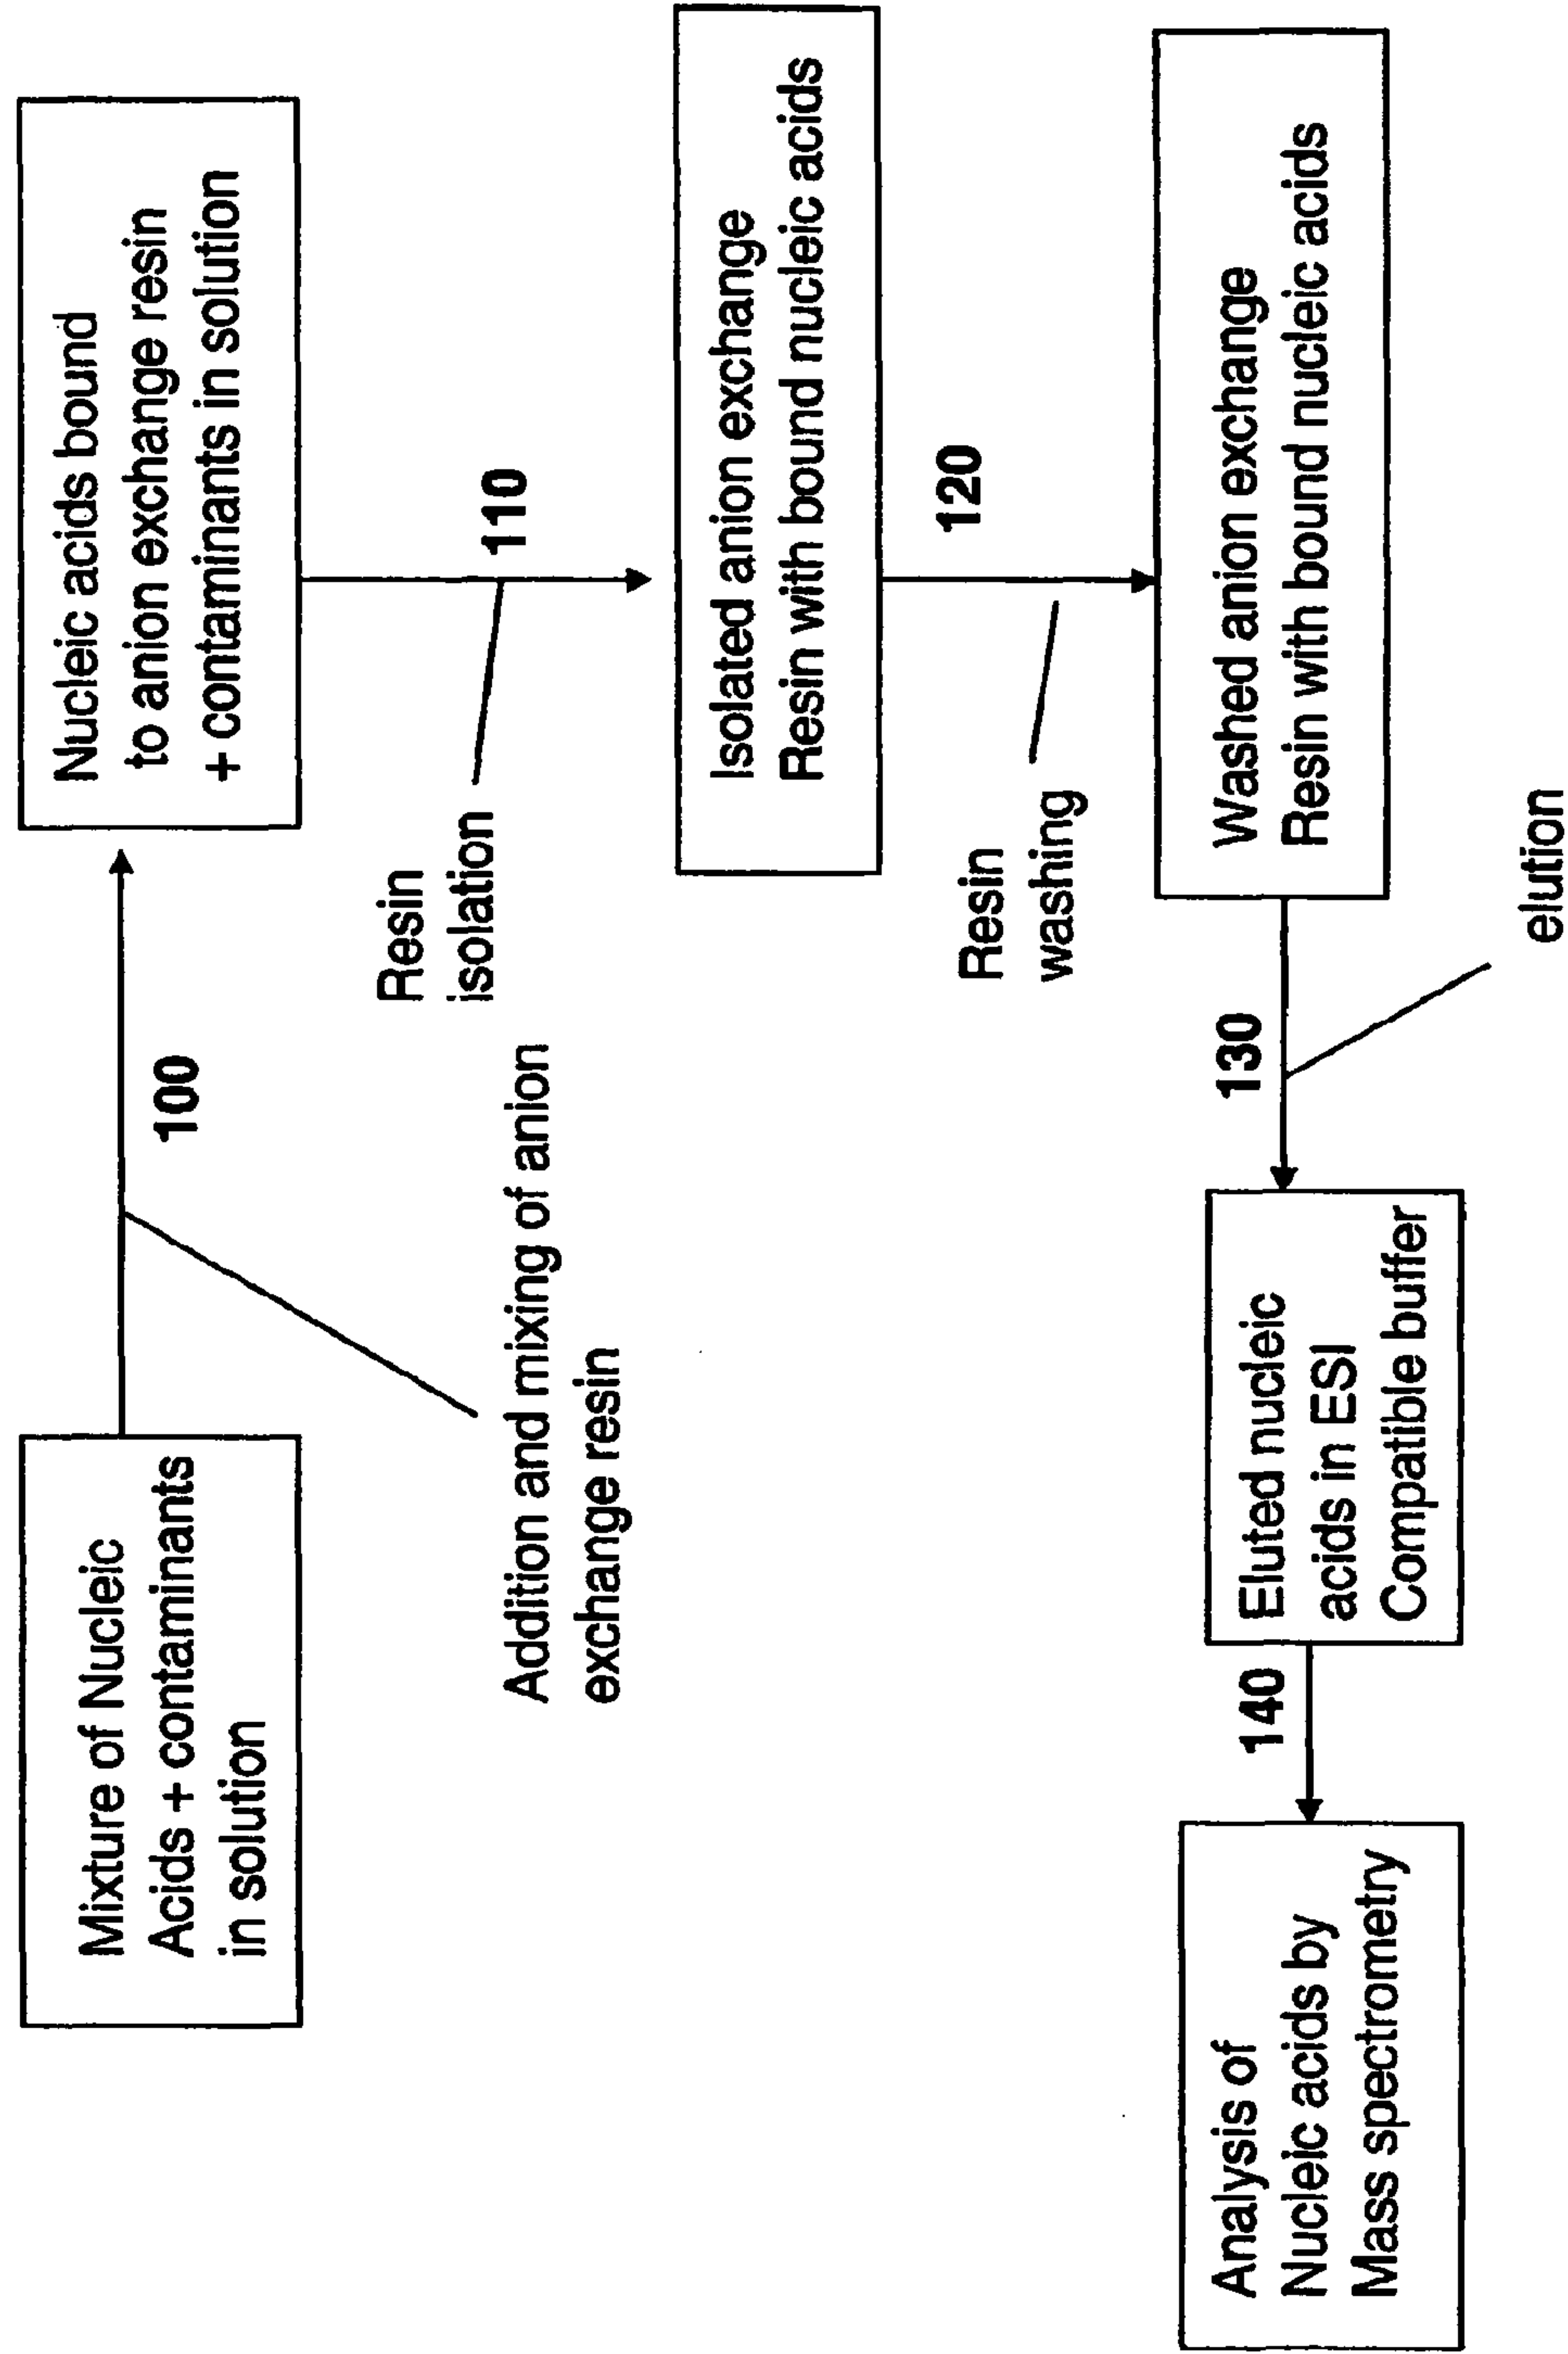 Mixture of Nucleic
Acids + contaminants
in solution
100
Addition and mixing of anion
exchange resin
Nucleic acids bound
to anion exchange resin
+ contaminants in solution
110
Resin
isolation
Isolated anion exchange
Resin with bound nucleic acids
120
Resin
washing
Washed anion exchange
Resin with bound nucleic acids
130
elution
Eluted nucleic
acids in ESI
Compatible buffer
140
Analysis of
Nucleic acids by
Mass spectrometry